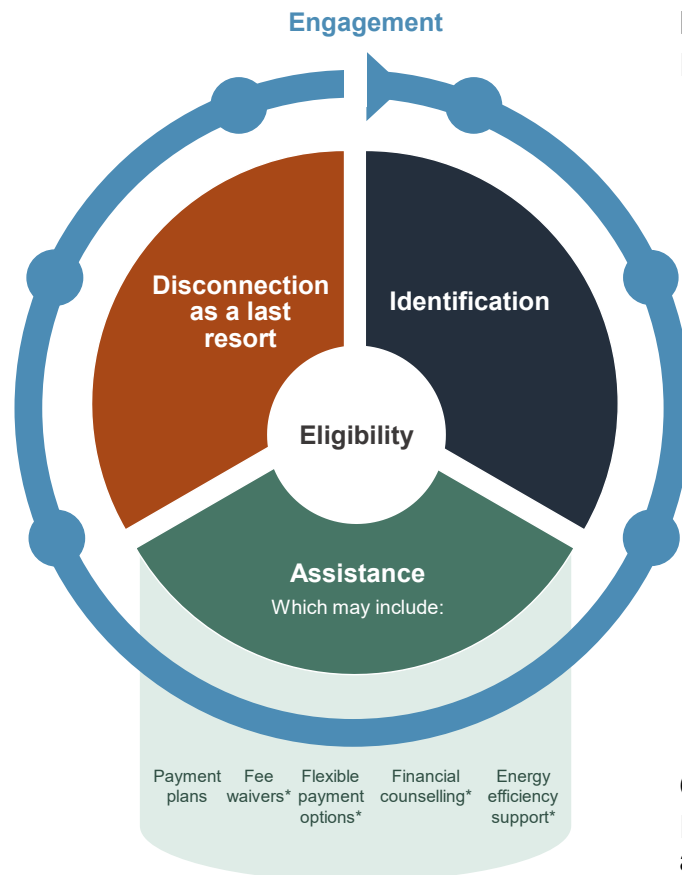 Engagement
Disconnection
as a last
resort
Identification
Eligibility
Assistance
Which may include:
Payment
plans
Fee
waivers*
Flexible
payment
options*
Financial
counselling*
Energy
efficiency
support*